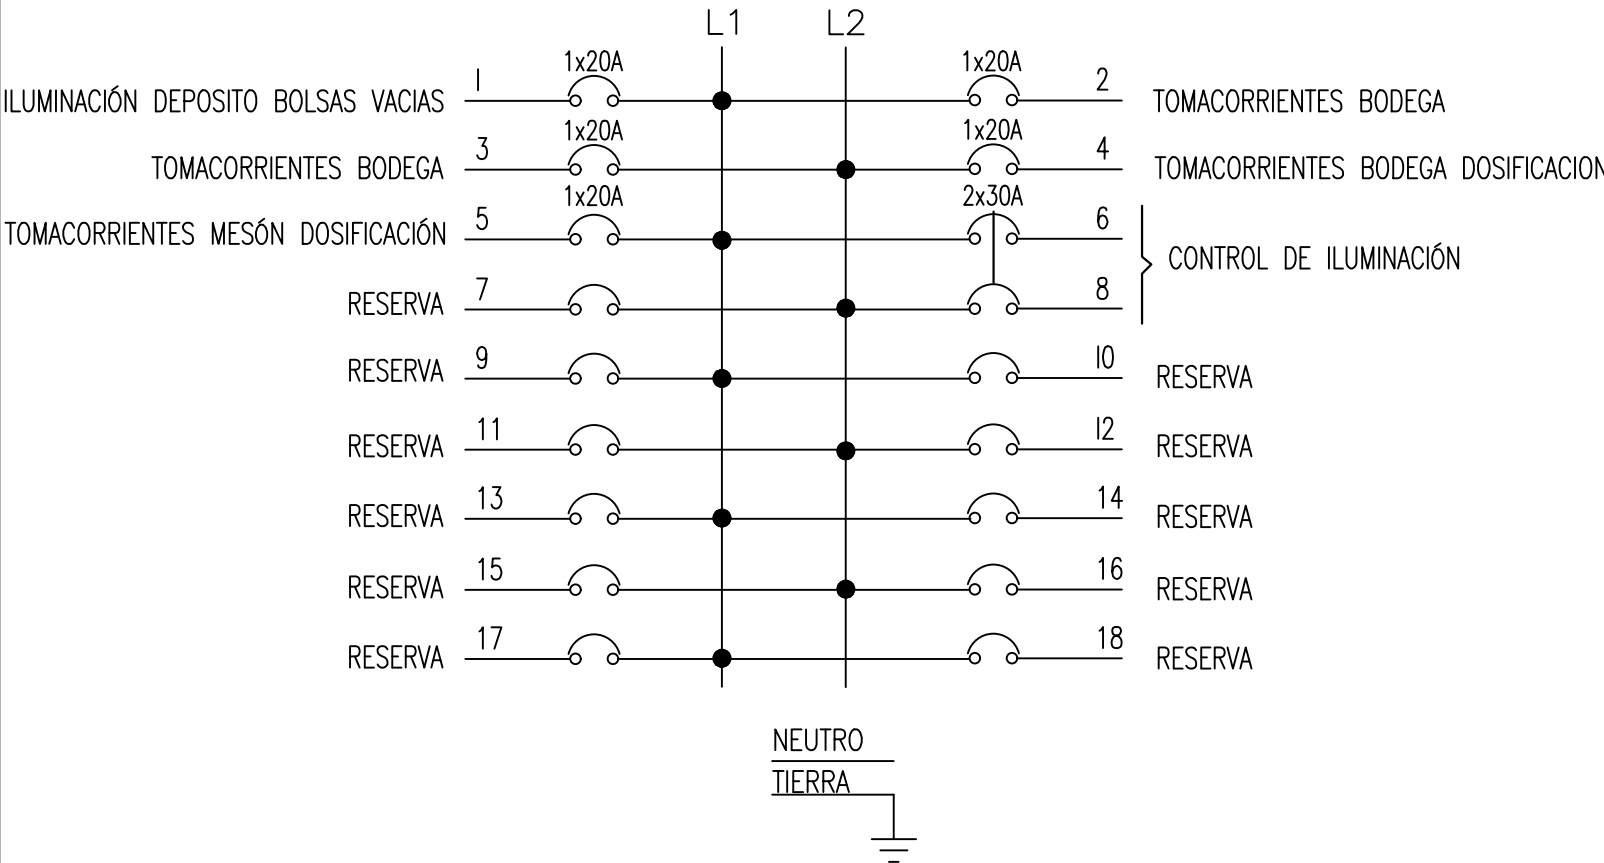 L1 L2
1x20A 1x20A
ILUMINACIÓN DEPOSITO BOLSAS VACIAS 1 2 TOMACORRIENTES BODEGA
1x20A 1x20A
TOMACORRIENTES BODEGA 3 4 TOMACORRIENTES BODEGA DOSIFICACION
1x20A 2x30A
TOMACORRIENTES MESÓN DOSIFICACIÓN 5 6
CONTROL DE ILUMINACIÓN
RESERVA 7 8
RESERVA 9 10 RESERVA
RESERVA 11 12 RESERVA
RESERVA 13 14 RESERVA
RESERVA 15 16 RESERVA
RESERVA 17 18 RESERVA
NEUTRO
TIERRA